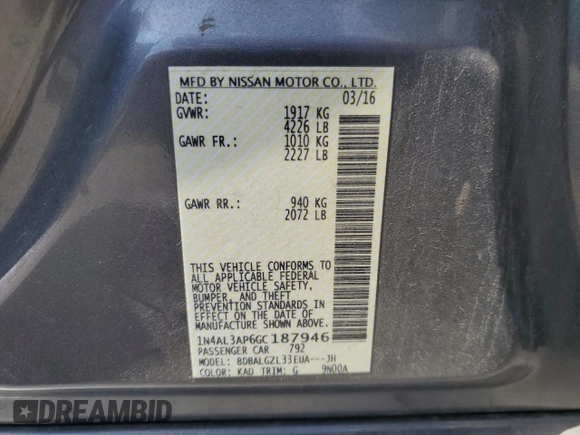 MFD BY NISSAN MOTOR CO., LTD.
DATE: 03/16
GVWR: 1917 KG
4226 LB
GAWR FR.: 1010 KG
2227 LB
GAWR RR.: 940 KG
2072 LB
THIS VEHICLE CONFORMS TO
ALL APPLICABLE FEDERAL
MOTOR VEHICLE SAFETY,
BUMPER, AND THEFT
PREVENTION STANDARDS IN
EFFECT ON THE DATE OF
MANUFACTURE SHOWN ABOVE.
1N4AL3AP6GC187946
PASSENGER CAR 792
MODEL: BDBALGZL33EUA---JH
COLOR: KAD TRIM: G 9N00A
DEALERS.US